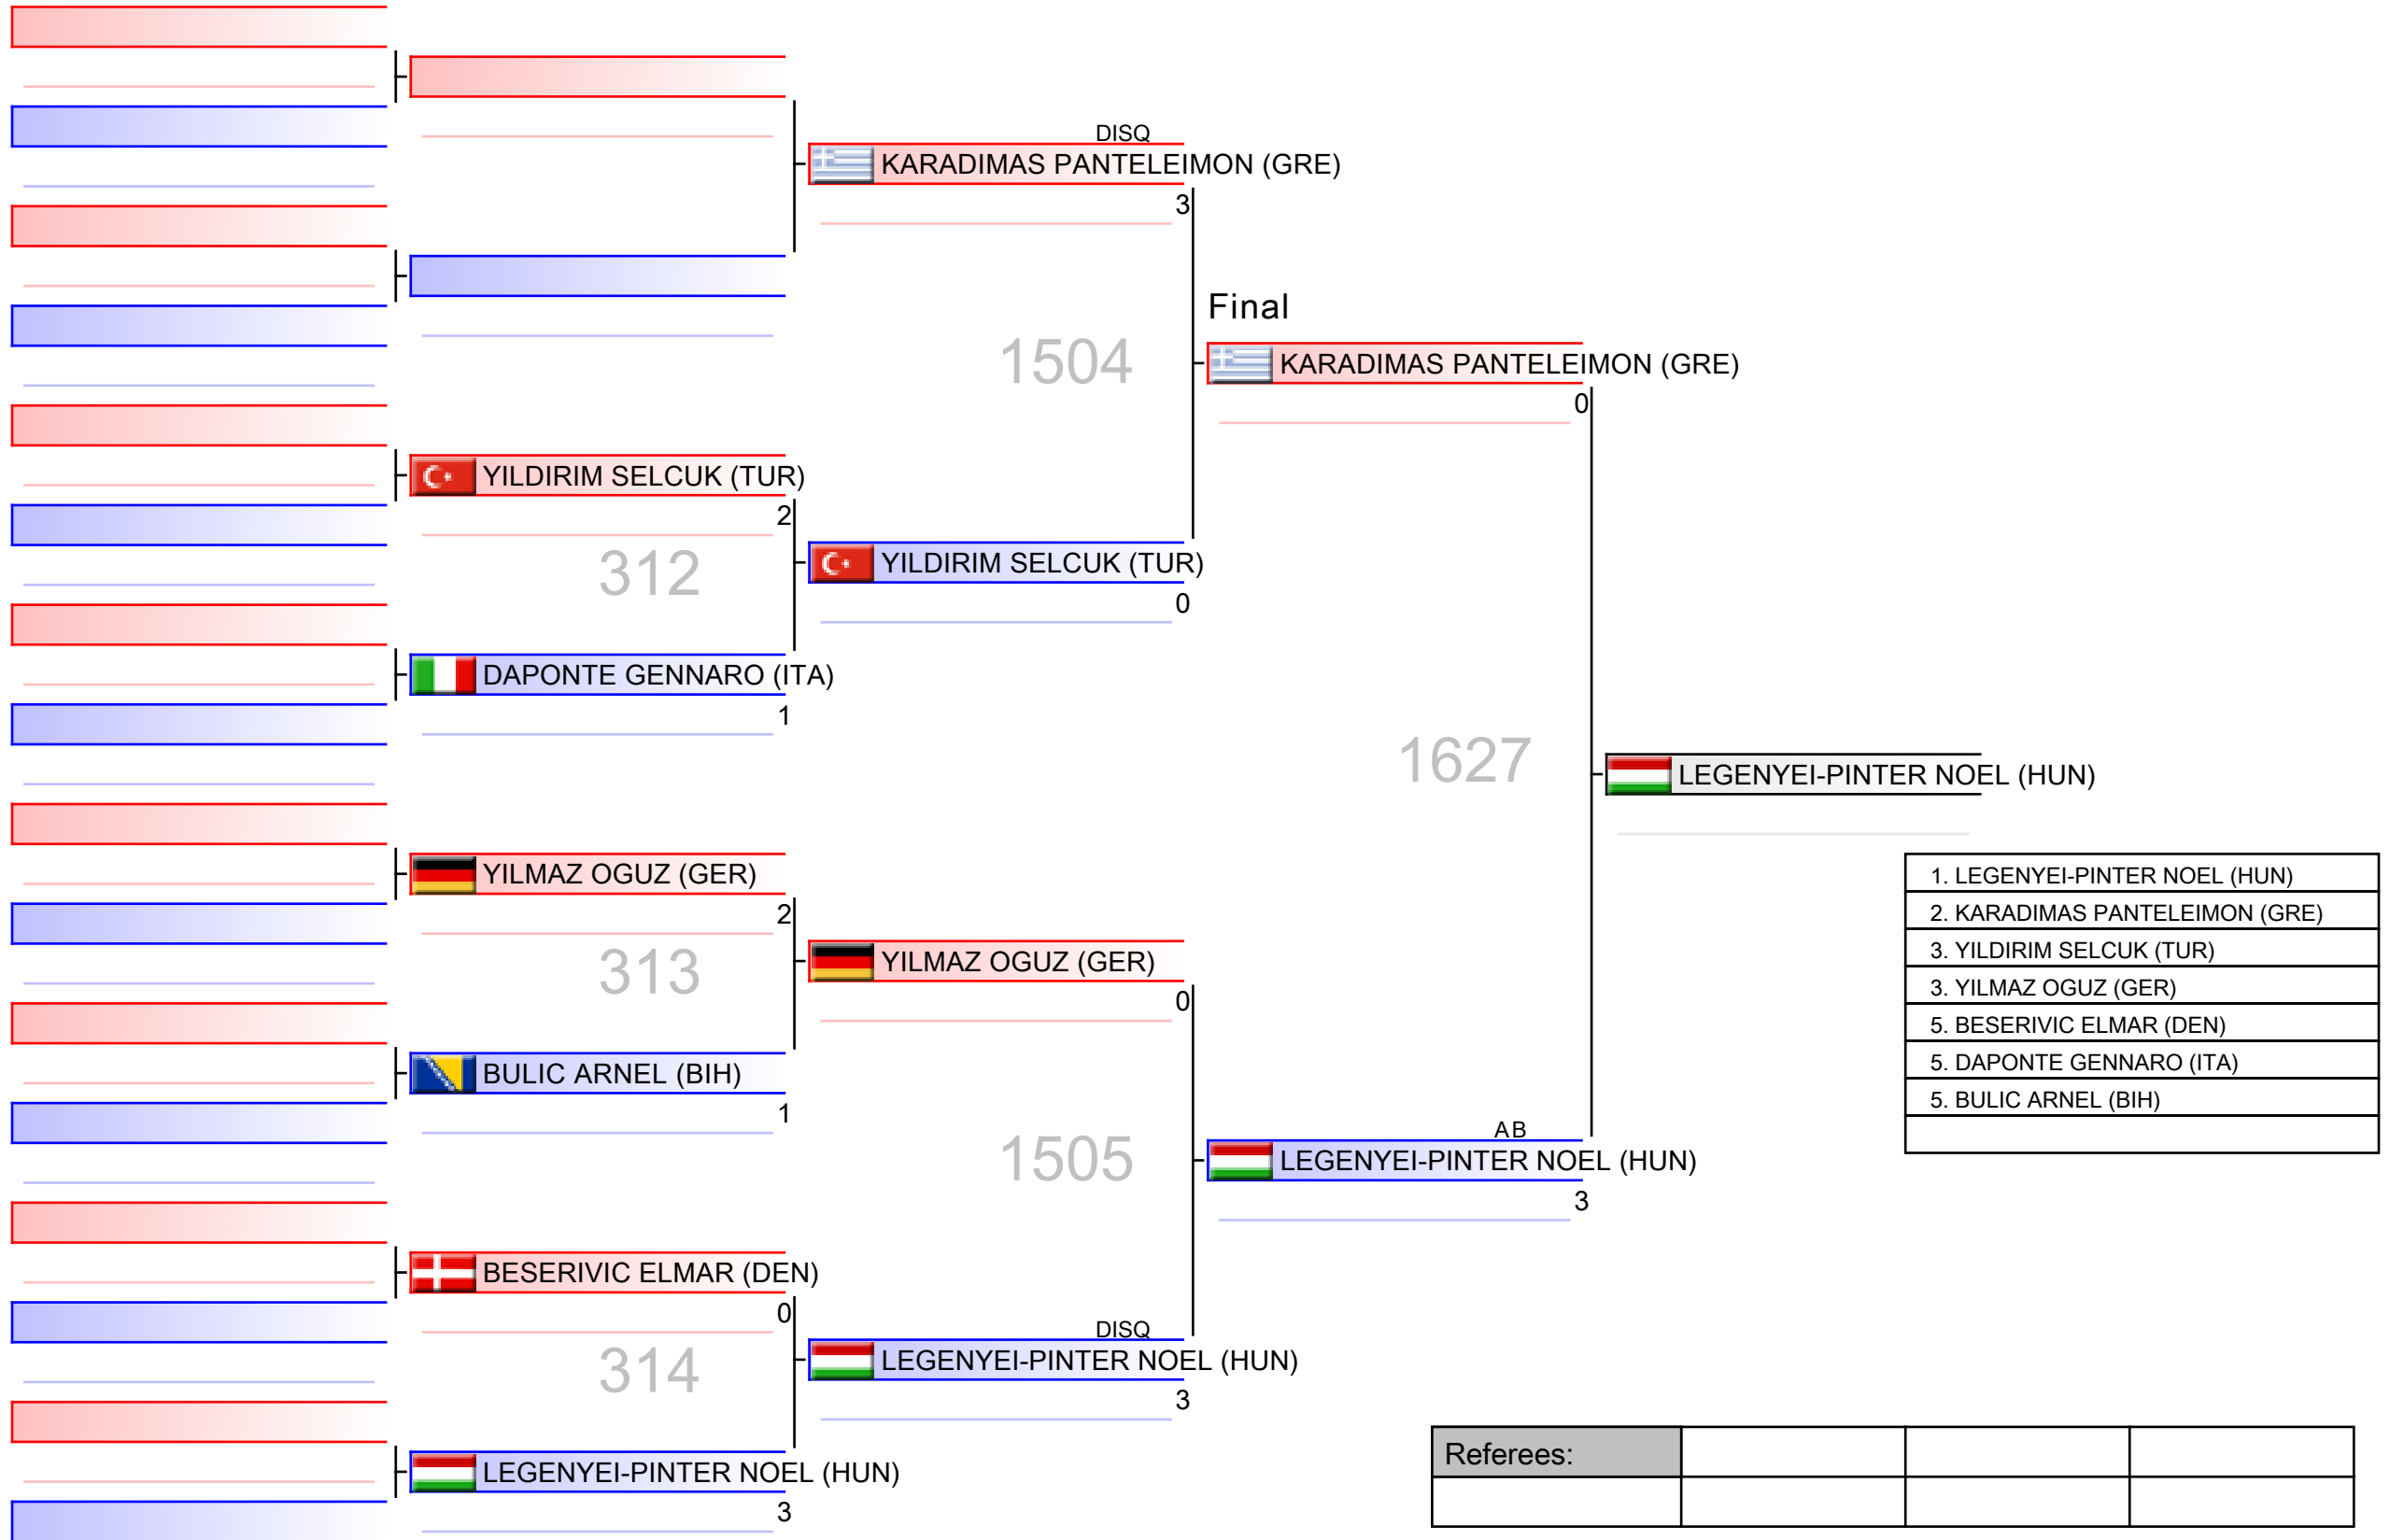 DISQ
KARADIMAS PANTELEIMON (GRE)
3
Final
1504
KARADIMAS PANTELEIMON (GRE)
0
YILDIRIM SELCUK (TUR)
2
312
YILDIRIM SELCUK (TUR)
0
DAPONTE GENNARO (ITA)
1
1627
LEGENYEI-PINTER NOEL (HUN)
YILMAZ OGUZ (GER)
2
313
YILMAZ OGUZ (GER)
0
BULIC ARNEL (BIH)
1
1505
AB
LEGENYEI-PINTER NOEL (HUN)
3
BESERIVIC ELMAR (DEN)
0
314
DISQ
LEGENYEI-PINTER NOEL (HUN)
3
LEGENYEI-PINTER NOEL (HUN)
3
1. LEGENYEI-PINTER NOEL (HUN)
2. KARADIMAS PANTELEIMON (GRE)
3. YILDIRIM SELCUK (TUR)
3. YILMAZ OGUZ (GER)
5. BESERIVIC ELMAR (DEN)
5. DAPONTE GENNARO (ITA)
5. BULIC ARNEL (BIH)
Referees: